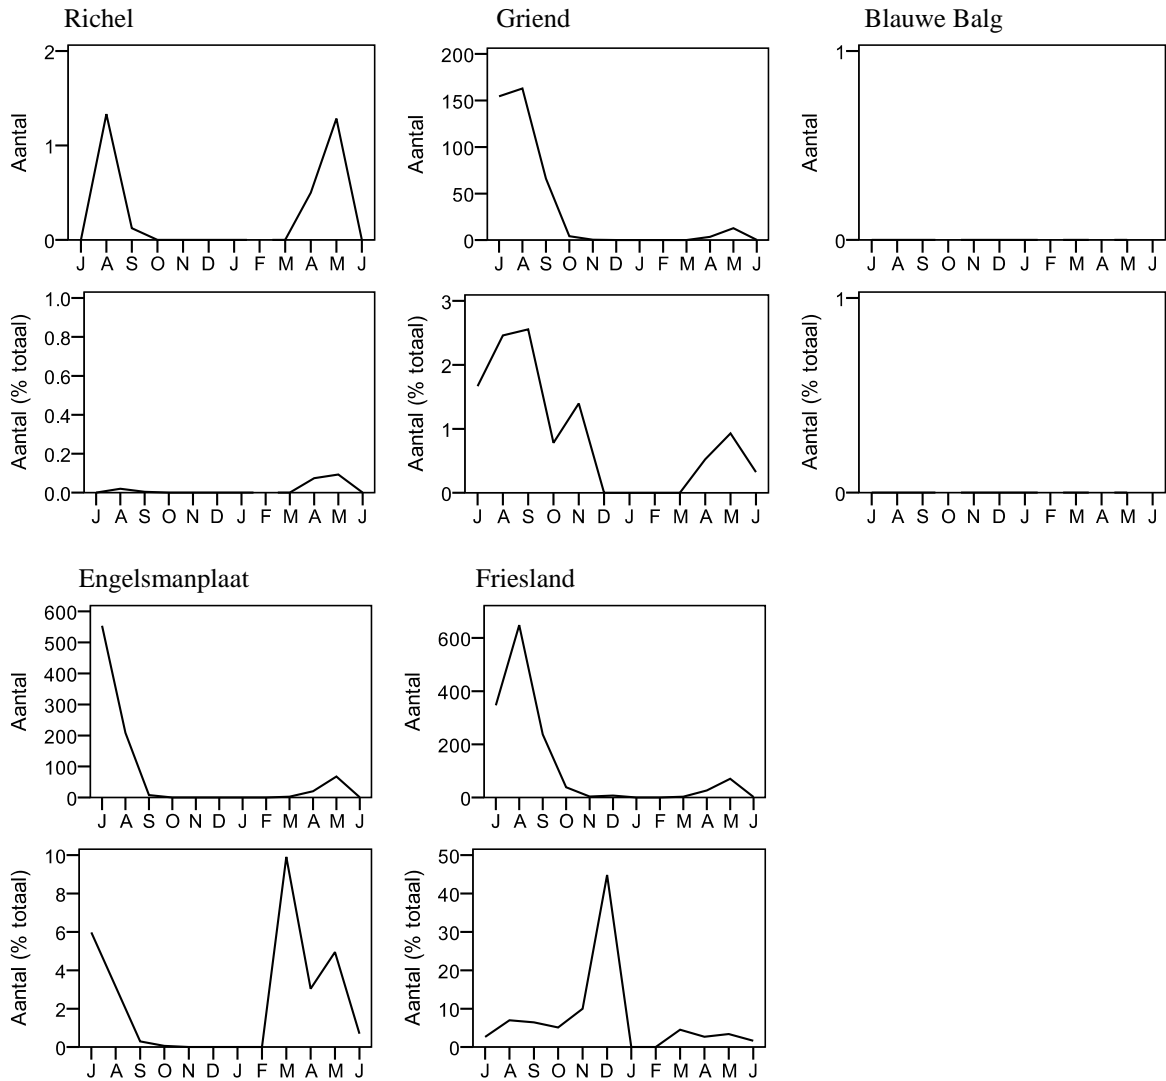 Richel
Aantal
2
1
0
J A S O N D J F M A M J
Aantal (% totaal)
1.0
0.8
0.6
0.4
0.2
0.0
J A S O N D J F M A M J
Griend
Aantal
200
150
100
50
0
J A S O N D J F M A M J
Aantal (% totaal)
3
2
1
0
J A S O N D J F M A M J
Blauwe Balg
Aantal
1
0
J A S O N D J F M A M J
Aantal (% totaal)
1
0
J A S O N D J F M A M J
Engelsmanplaat
Aantal
600
500
400
300
200
100
0
J A S O N D J F M A M J
Aantal (% totaal)
10
8
6
4
2
0
J A S O N D J F M A M J
Friesland
Aantal
600
400
200
0
J A S O N D J F M A M J
Aantal (% totaal)
50
40
30
20
10
0
J A S O N D J F M A M J